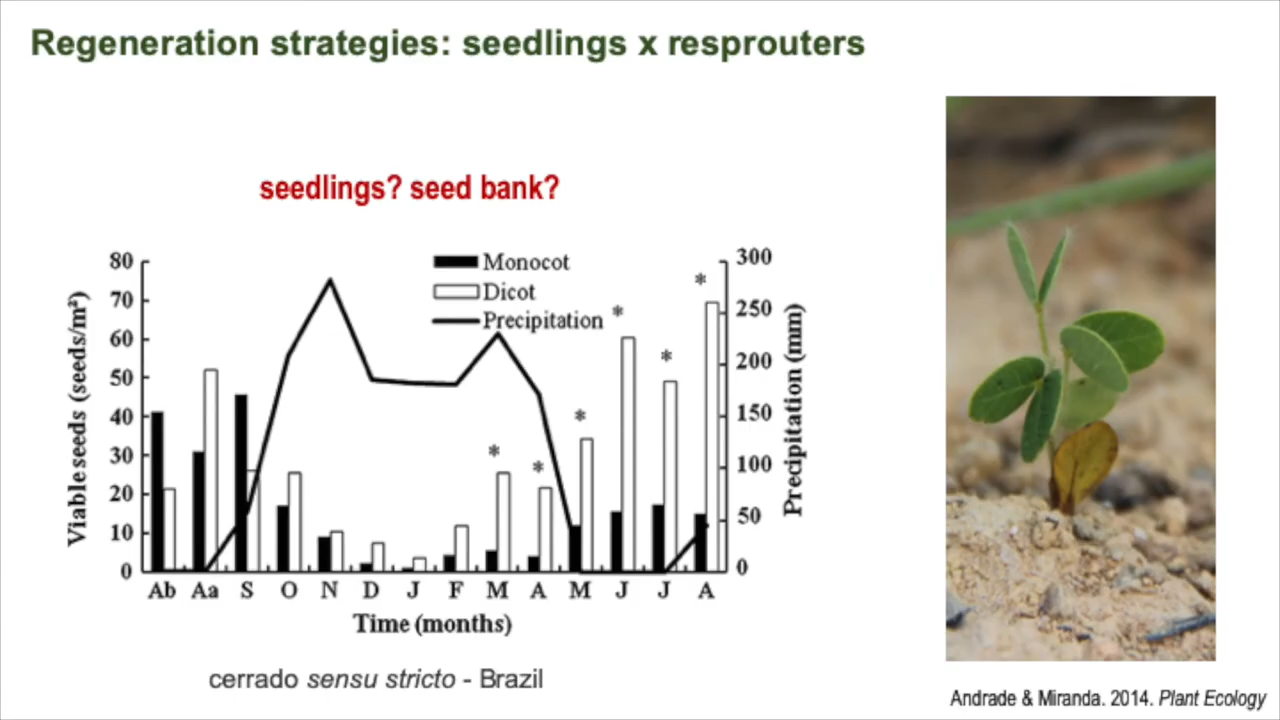 Regeneration strategies: seedlings x resprouters
seedlings? seed bank?
Monocot
Dicot
Precipitation
Viable seeds (seeds/m²)
80
70
60
50
40
30
20
10
0
300
250
200
150
100
50
0
Precipitation (mm)
* * * * * *
Ab Aa S O N D J F M A M J J A
Time (months)
cerrado sensu stricto - Brazil
Andrade & Miranda. 2014. Plant Ecology